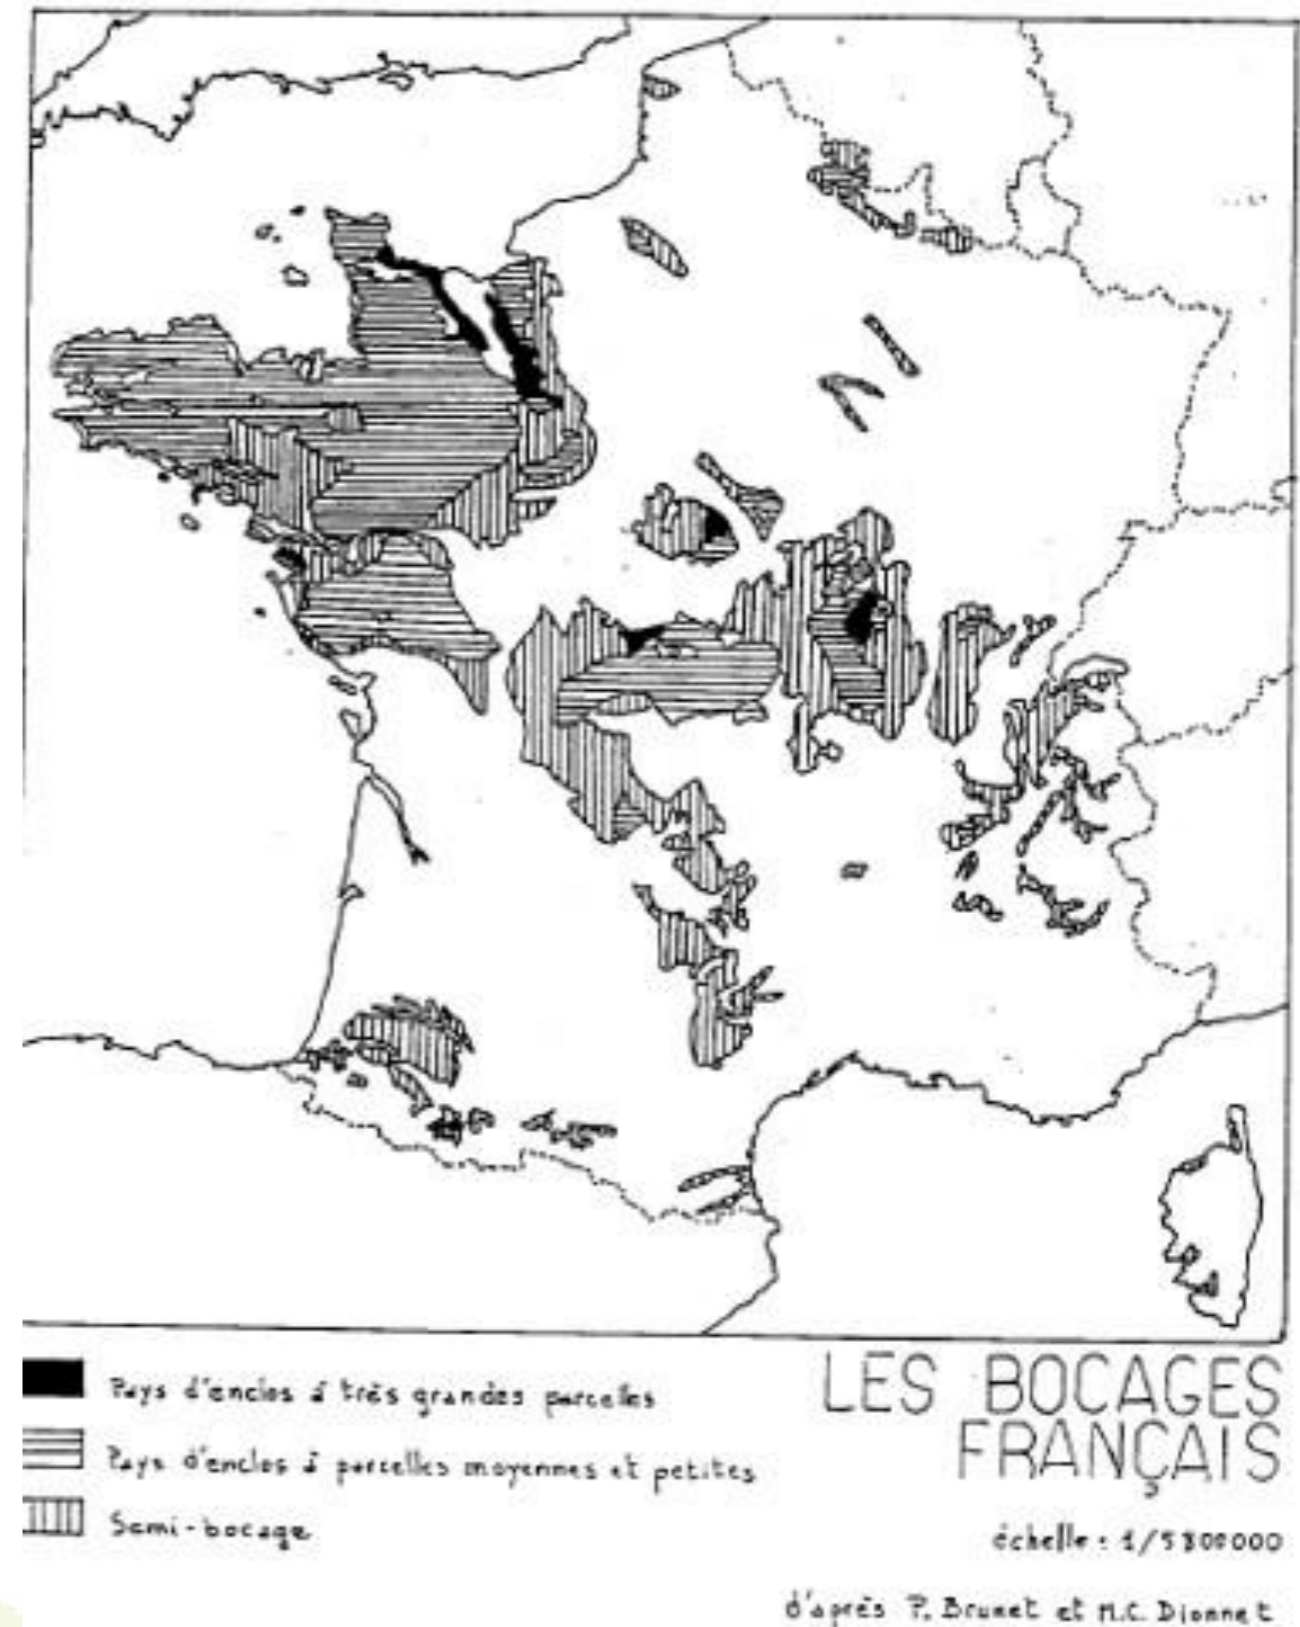 Pays d'enclos à très grandes parcelles
Pays d'enclos à parcelles moyennes et petites
Semi-bocage
LES BOCAGES
FRANÇAIS
échelle : 1/5800000
d'après P. Brunet et M.C. Dionnet